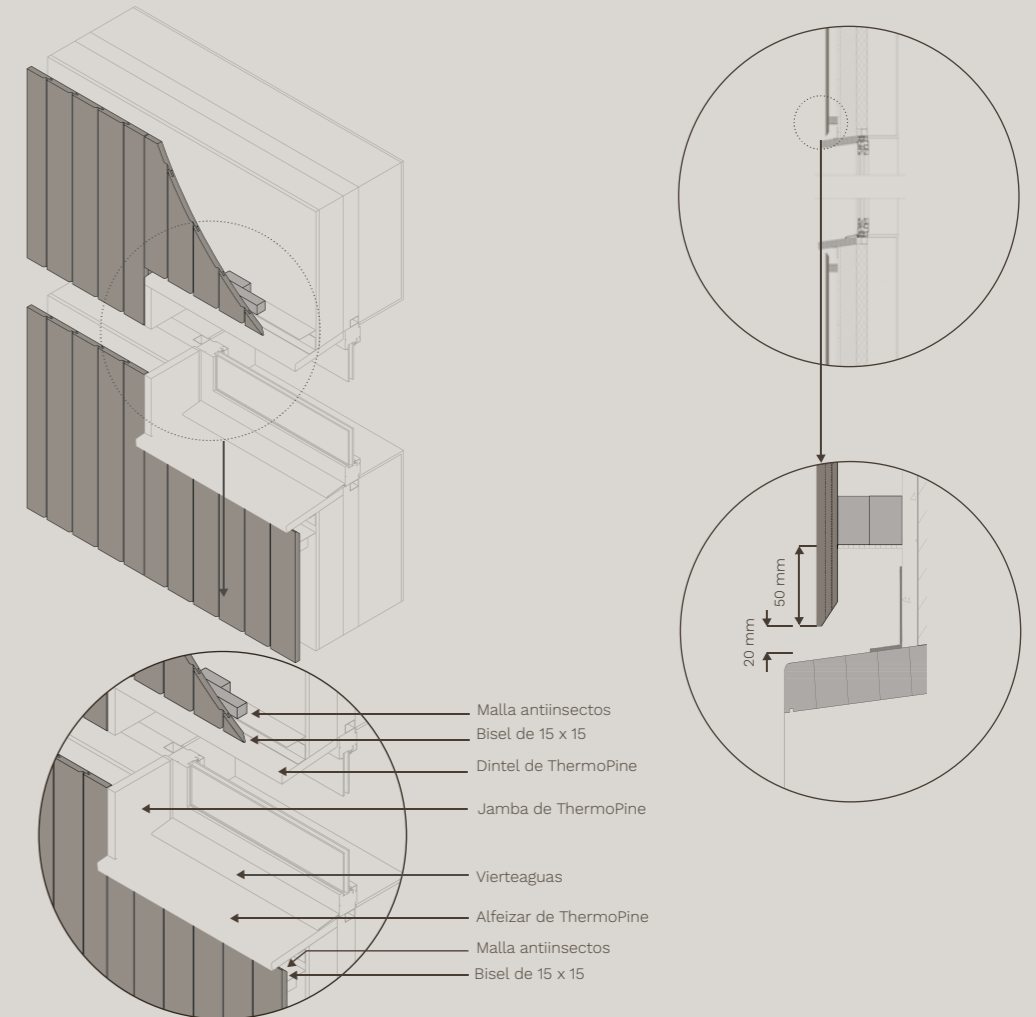 50 mm
20 mm
Malla antiinsectos
Bisel de 15 x 15
Dintel de ThermoPine
Jamba de ThermoPine
Vierteaguas
Alfeizar de ThermoPine
Malla antiinsectos
Bisel de 15 x 15